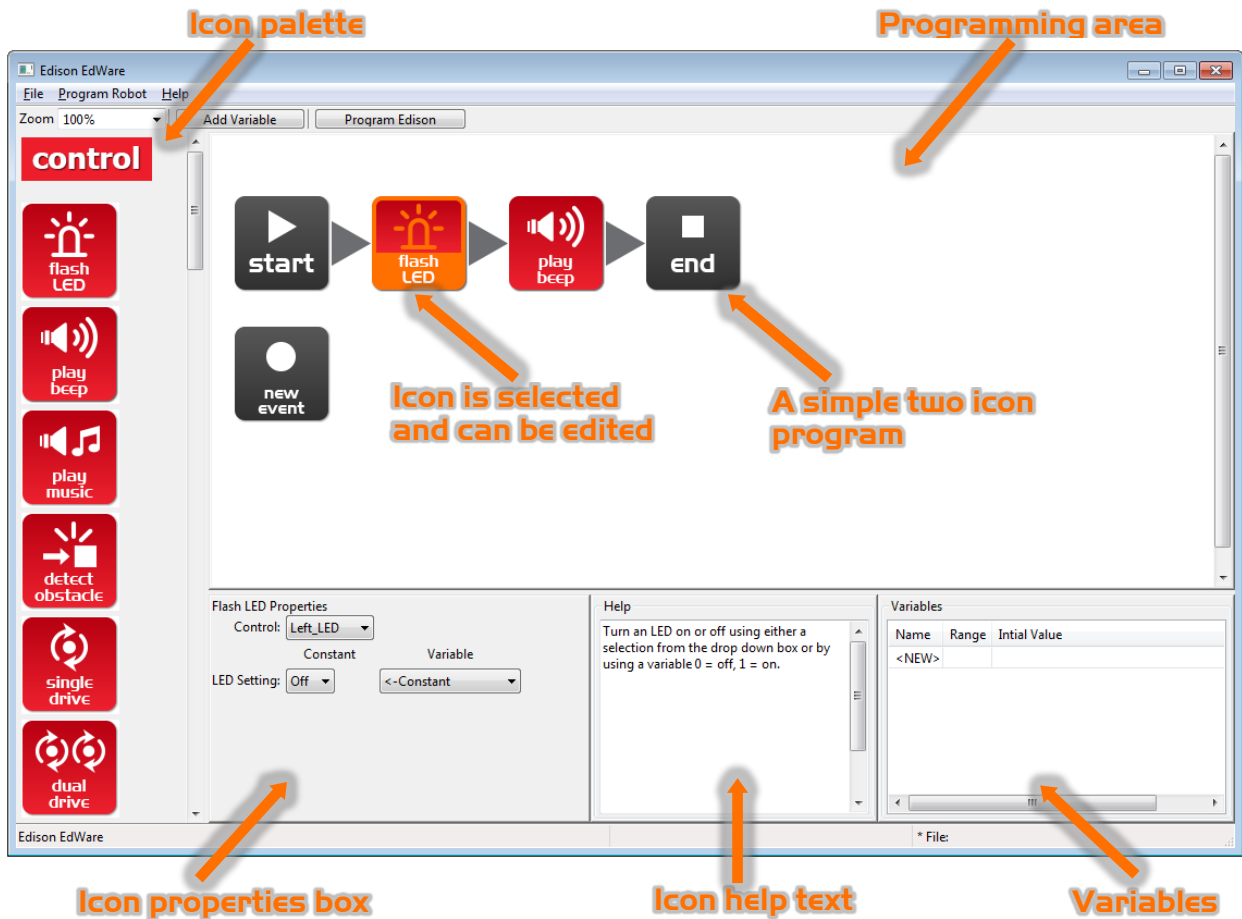 Icon palette
Programming area
Edison EdWare
File Program Robot Help
Zoom 100% Add Variable Program Edison
control
flash
LED
play
beep
play
music
detect
obstacle
single
drive
dual
drive
start
flash
LED
play
beep
end
new
event
Icon is selected
and can be edited
A simple two icon
program
Flash LED Properties
Control: Left_LED
Constant Variable
LED Setting: Off <-Constant
Help
Turn an LED on or off using either a
selection from the drop down box or by
using a variable 0 = off, 1 = on.
Variables
Name Range Intial Value
<NEW>
Edison EdWare * File:
Icon properties box
Icon help text
Variables